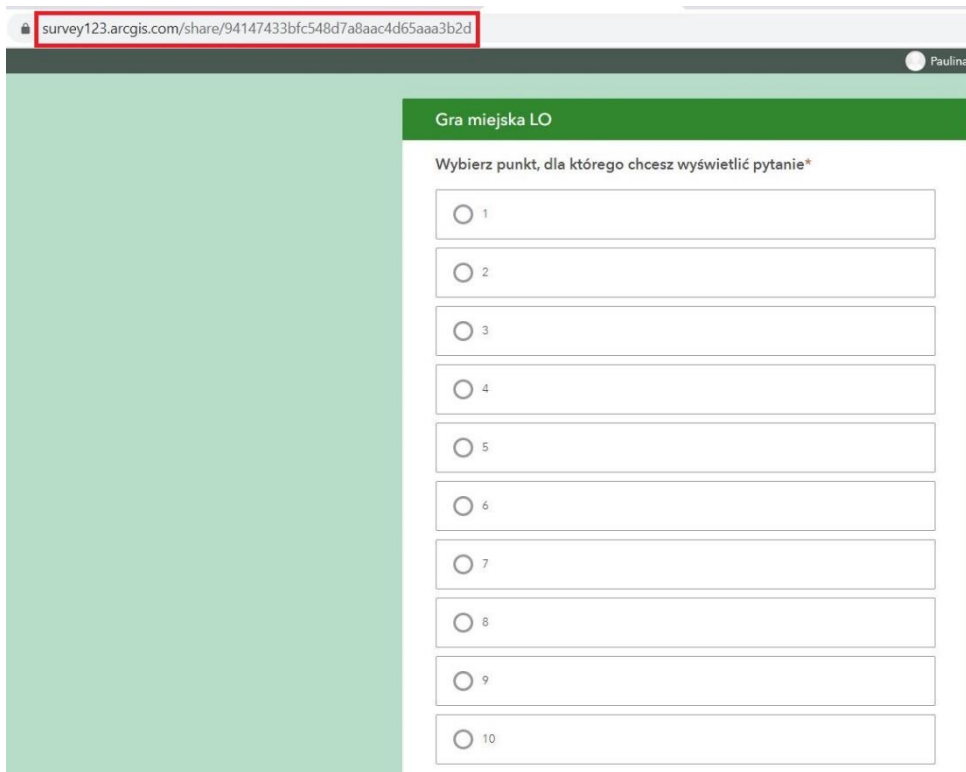 survey123.arcgis.com/share/94147433bfc548d7a8aac4d65aaa3b2d
Paulina
Gra miejska LO
Wybierz punkt, dla którego chcesz wyświetlić pytanie*
1
2
3
4
5
6
7
8
9
10